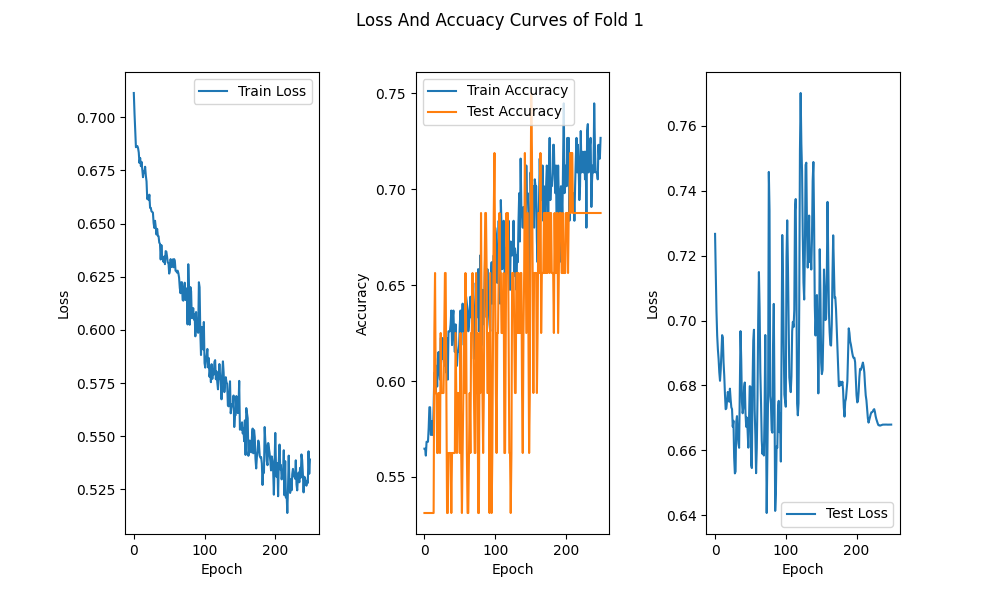 Loss And Accuacy Curves of Fold 1
Train Loss
0.700
0.675
0.650
0.625
0.600
0.575
0.550
0.525
Loss
0
100
200
Epoch
Train Accuracy
Test Accuracy
0.75
0.70
0.65
0.60
0.55
Accuracy
0
100
200
Epoch
0.76
0.74
0.72
0.70
0.68
0.66
0.64
Loss
Test Loss
0
100
200
Epoch